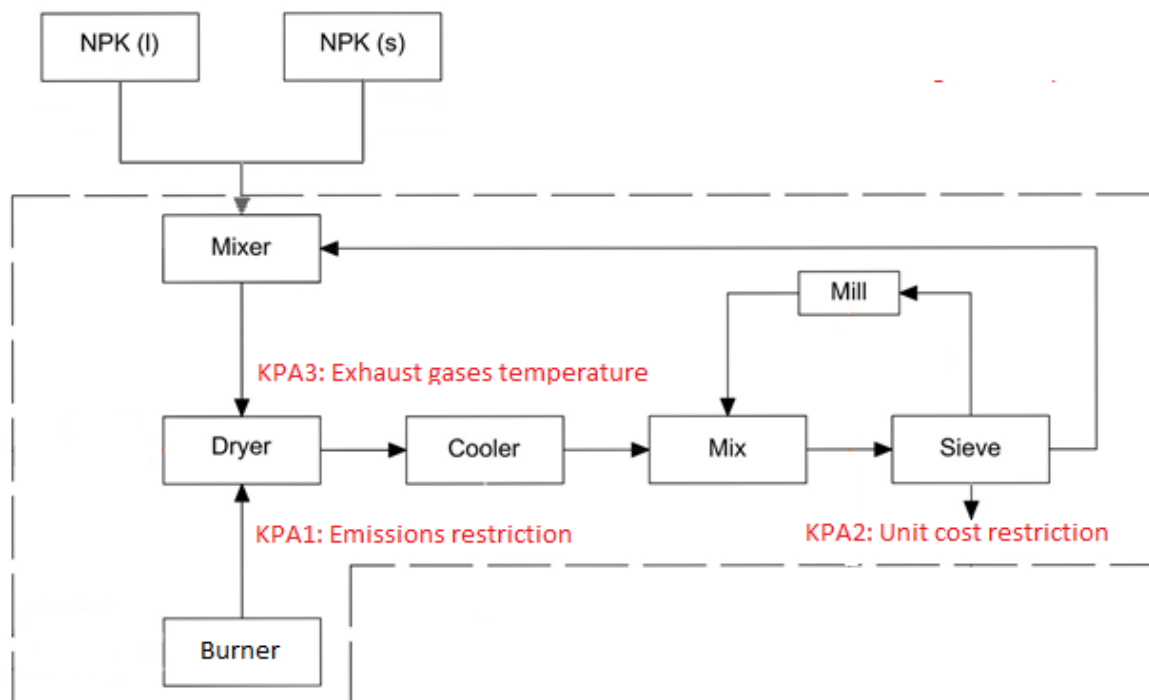 NPK (l)
NPK (s)
Mixer
Mill
KPA3: Exhaust gases temperature
Dryer
Cooler
Mix
Sieve
KPA1: Emissions restriction
KPA2: Unit cost restriction
Burner